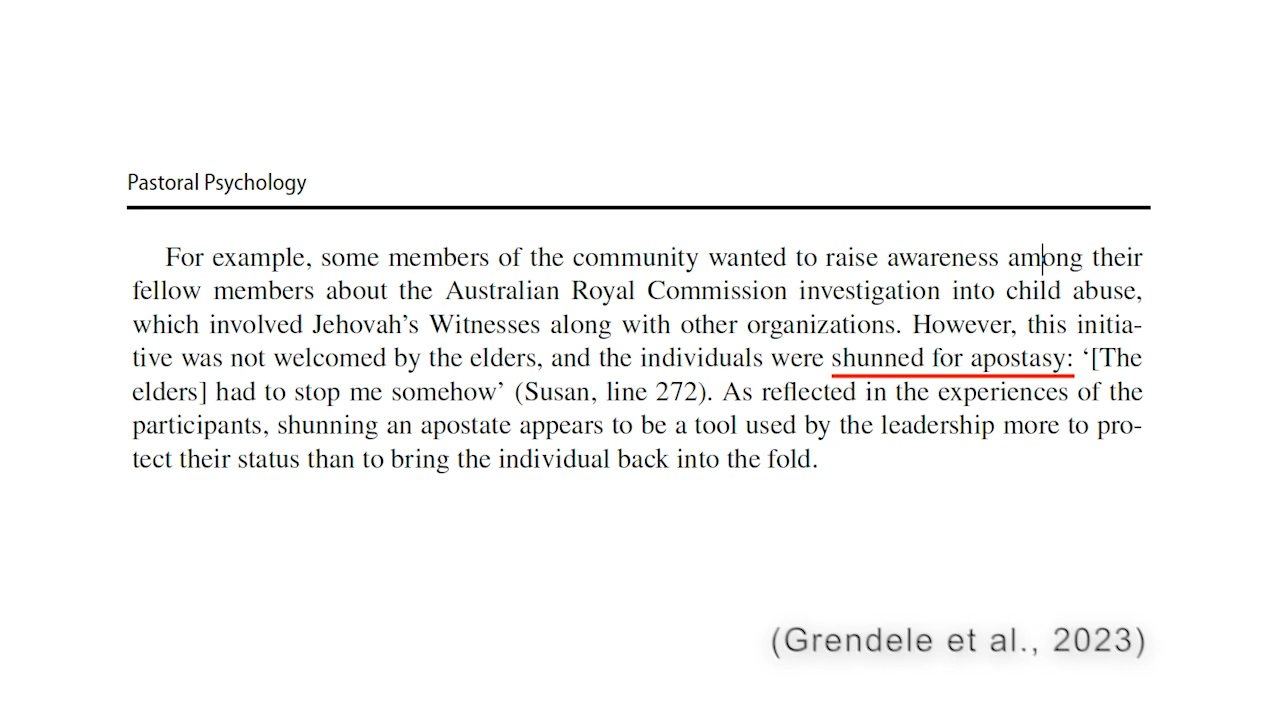 Pastoral Psychology
For example, some members of the community wanted to raise awareness among their
fellow members about the Australian Royal Commission investigation into child abuse,
which involved Jehovah’s Witnesses along with other organizations. However, this initia-
tive was not welcomed by the elders, and the individuals were shunned for apostasy: ‘[The
elders] had to stop me somehow’ (Susan, line 272). As reflected in the experiences of the
participants, shunning an apostate appears to be a tool used by the leadership more to pro-
tect their status than to bring the individual back into the fold.
(Grendele et al., 2023)